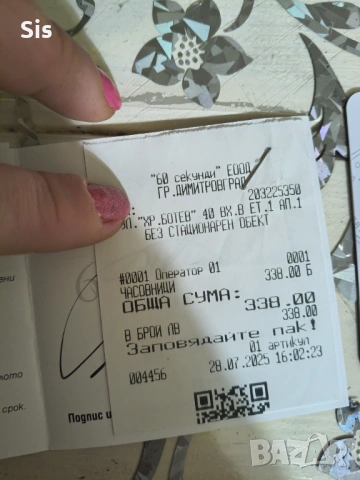 Sis
"60 секунди" ЕООД
ГР.ДИМИТРОВГРАД
203225350
УЛ."ХР.БОТЕВ" 40 ВХ.В ЕТ.1 АП.1
БЕЗ СТАЦИОНАРЕН ОБЕКТ
#0001 Оператор 01 0001
ЧАСОВНИЦИ 338.00 Б
ОБЩА СУМА: 338.00
В БРОИ ЛВ 338.00
Заповядайте пак!
01 артикул
004456 28.07.2025 16:02:23
срок.
Подпис и
bazar